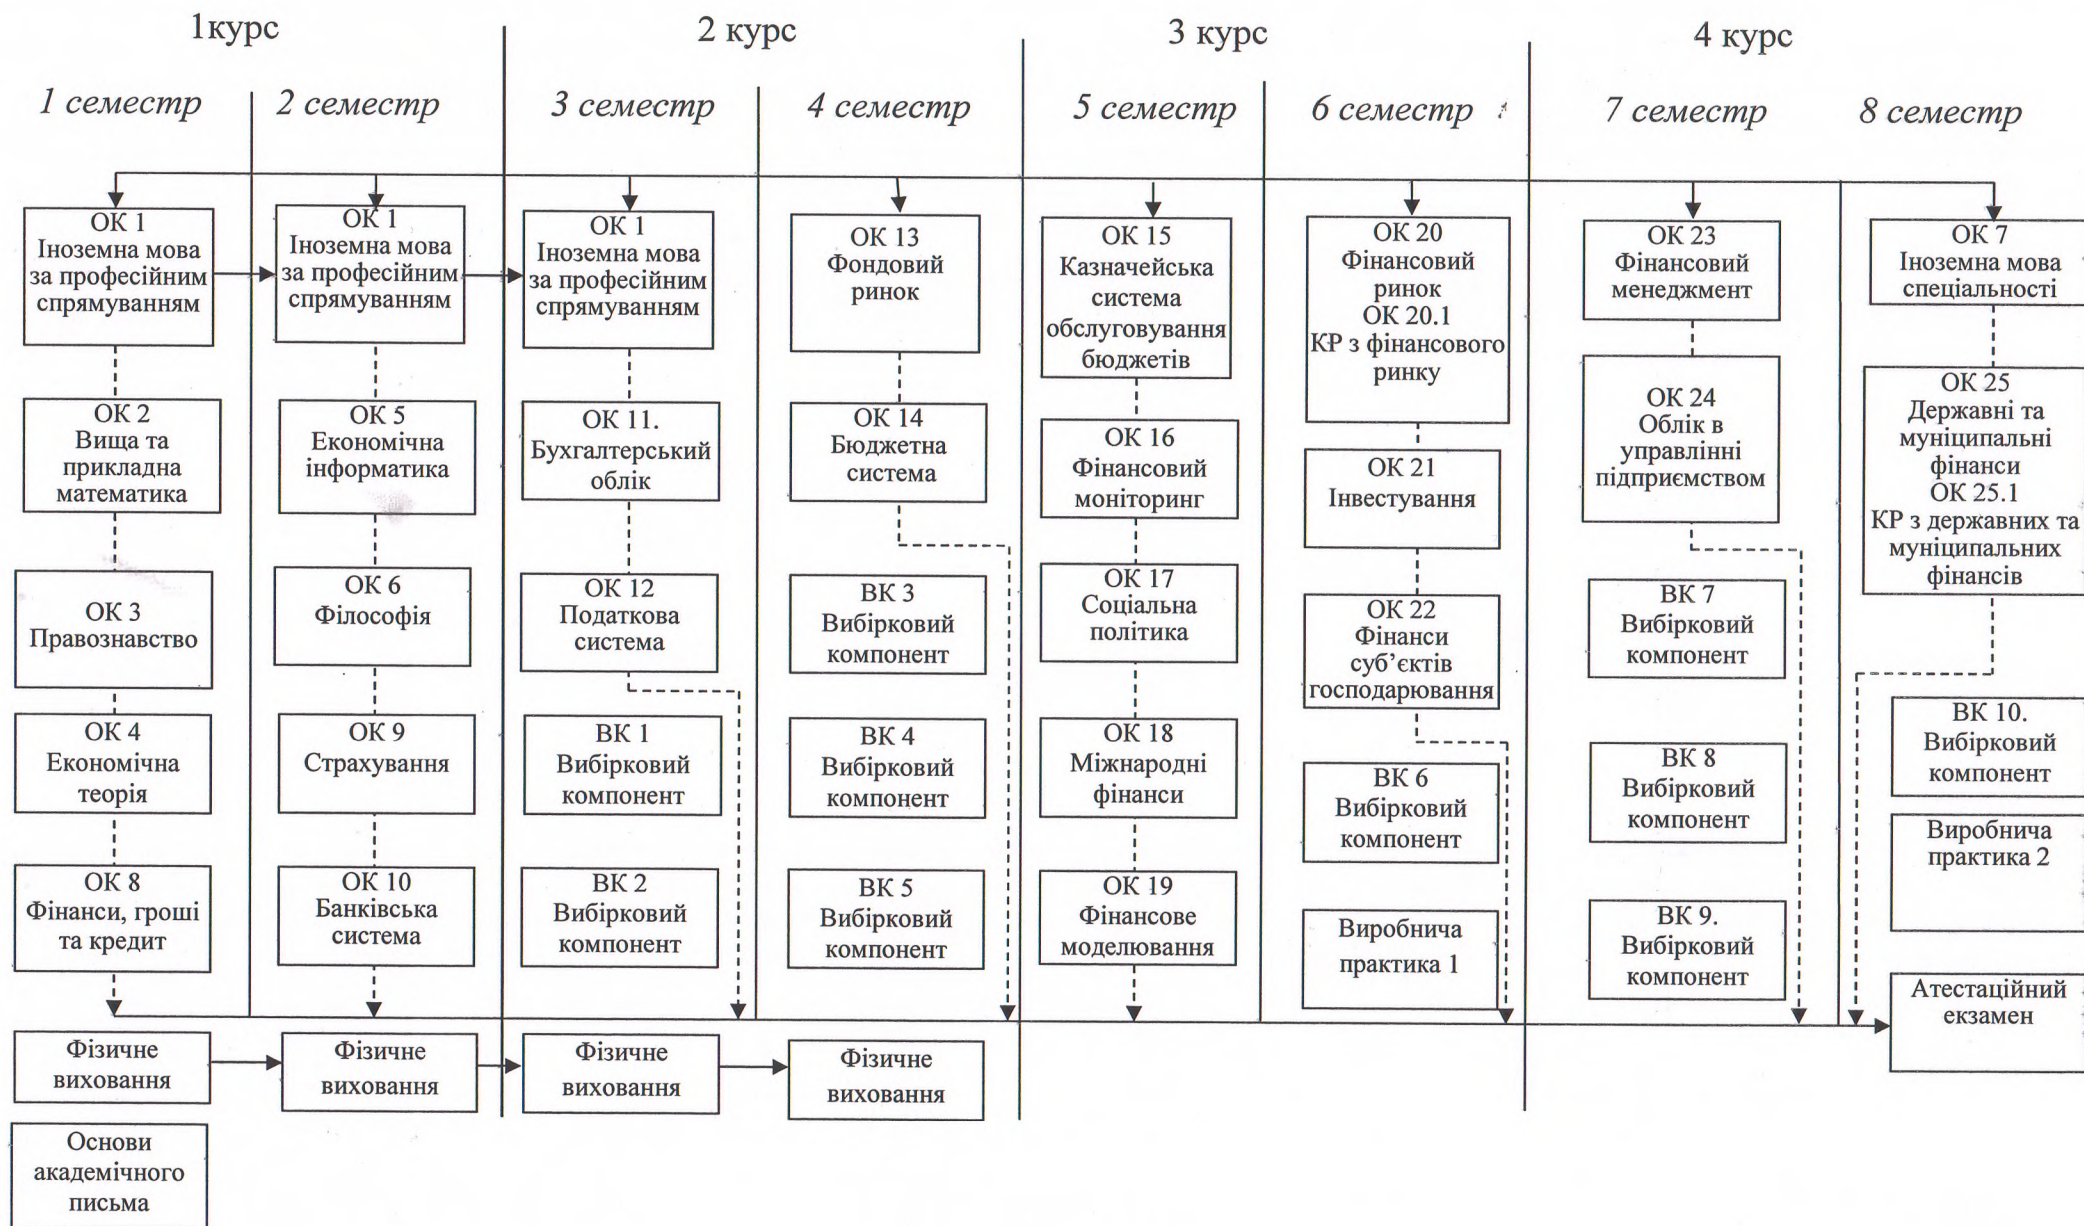 1курс
2 курс
3 курс
4 курс
1 семестр
2 семестр
3 семестр
4 семестр
5 семестр
6 семестр
7 семестр
8 семестр
ОК 1
Іноземна мова
за професійним
спрямуванням
ОК 2
Вища та
прикладна
математика
ОК 3
Правознавство
ОК 4
Економічна
теорія
ОК 8
Фінанси, гроші
та кредит
Фізичне
виховання
Основи
академічного
письма
ОК 1
Іноземна мова
за професійним
спрямуванням
ОК 5
Економічна
інформатика
ОК 6
Філософія
ОК 9
Страхування
ОК 10
Банківська
система
Фізичне
виховання
ОК 1
Іноземна мова
за професійним
спрямуванням
ОК 11.
Бухгалтерський
облік
ОК 12
Податкова
система
ВК 1
Вибірковий
компонент
ВК 2
Вибірковий
компонент
Фізичне
виховання
ОК 13
Фондовий
ринок
ОК 14
Бюджетна
система
ВК 3
Вибірковий
компонент
ВК 4
Вибірковий
компонент
ВК 5
Вибірковий
компонент
Фізичне
виховання
ОК 15
Казначейська
система
обслуговування
бюджетів
ОК 16
Фінансовий
моніторинг
ОК 17
Соціальна
політика
ОК 18
Міжнародні
фінанси
ОК 19
Фінансове
моделювання
ОК 20
Фінансовий
ринок
ОК 20.1
КР з фінансового
ринку
ОК 21
Інвестування
ОК 22
Фінанси
суб’єктів
господарювання
ВК 6
Вибірковий
компонент
Виробнича
практика 1
ОК 23
Фінансовий
менеджмент
ОК 24
Облік в
управлінні
підприємством
ВК 7
Вибірковий
компонент
ВК 8
Вибірковий
компонент
ВК 9.
Вибірковий
компонент
ОК 7
Іноземна мова
спеціальності
ОК 25
Державні та
муніципальні
фінанси
ОК 25.1
КР з державних та
муніципальних
фінансів
ВК 10.
Вибірковий
компонент
Виробнича
практика 2
Атестаційний
екзамен